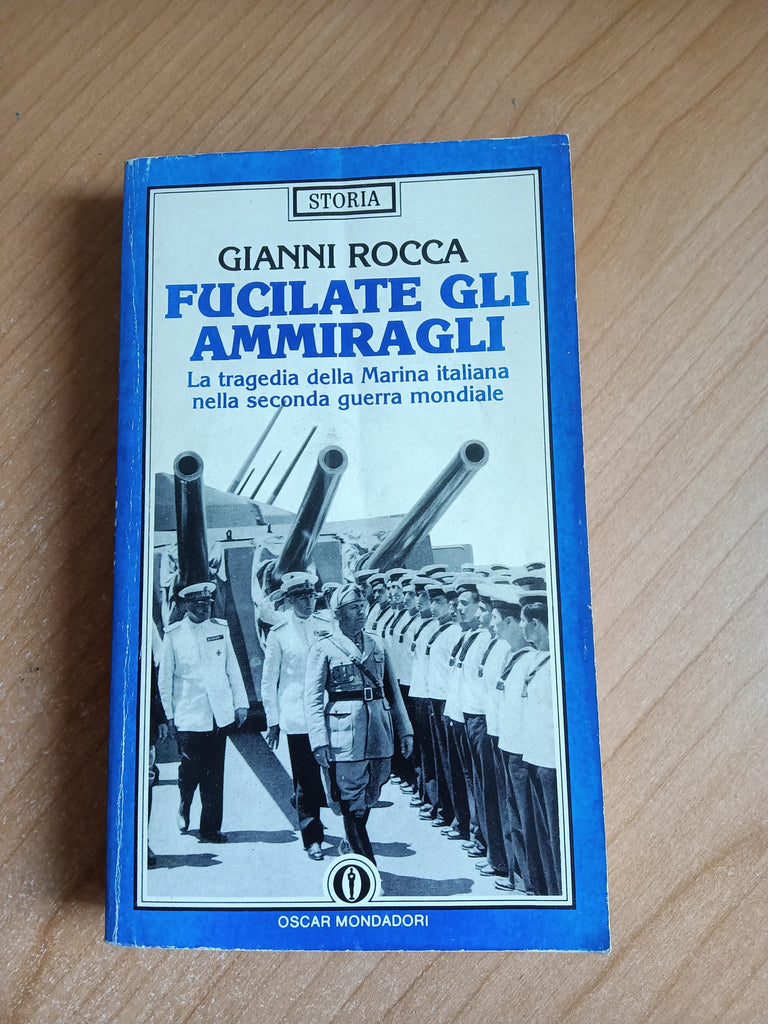 STORIA
GIANNI ROCCA
FUCILATE GLI
AMMIRAGLI
La tragedia della Marina italiana
nella seconda guerra mondiale
OSCAR MONDADORI